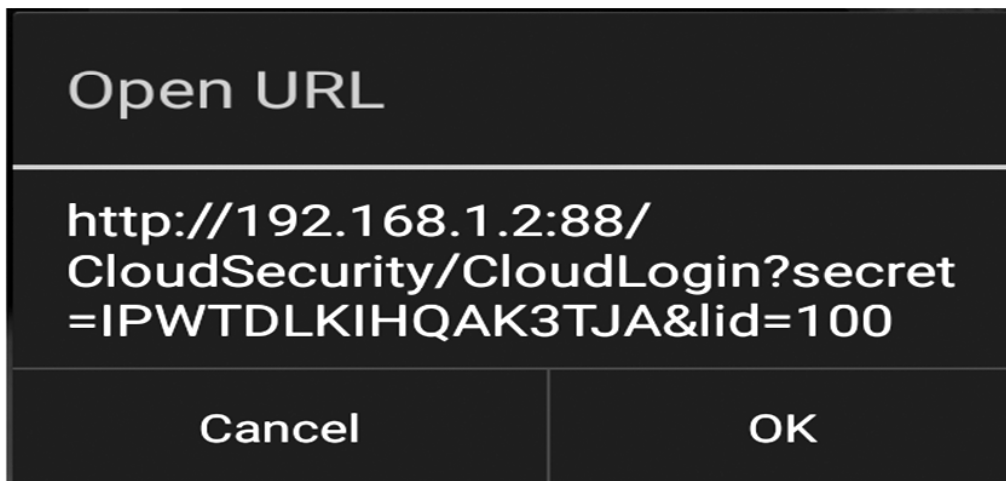 Open URL
http://192.168.1.2:88/
CloudSecurity/CloudLogin?secret
=IPWTDLKIHQAK3TJA&lid=100
Cancel
OK